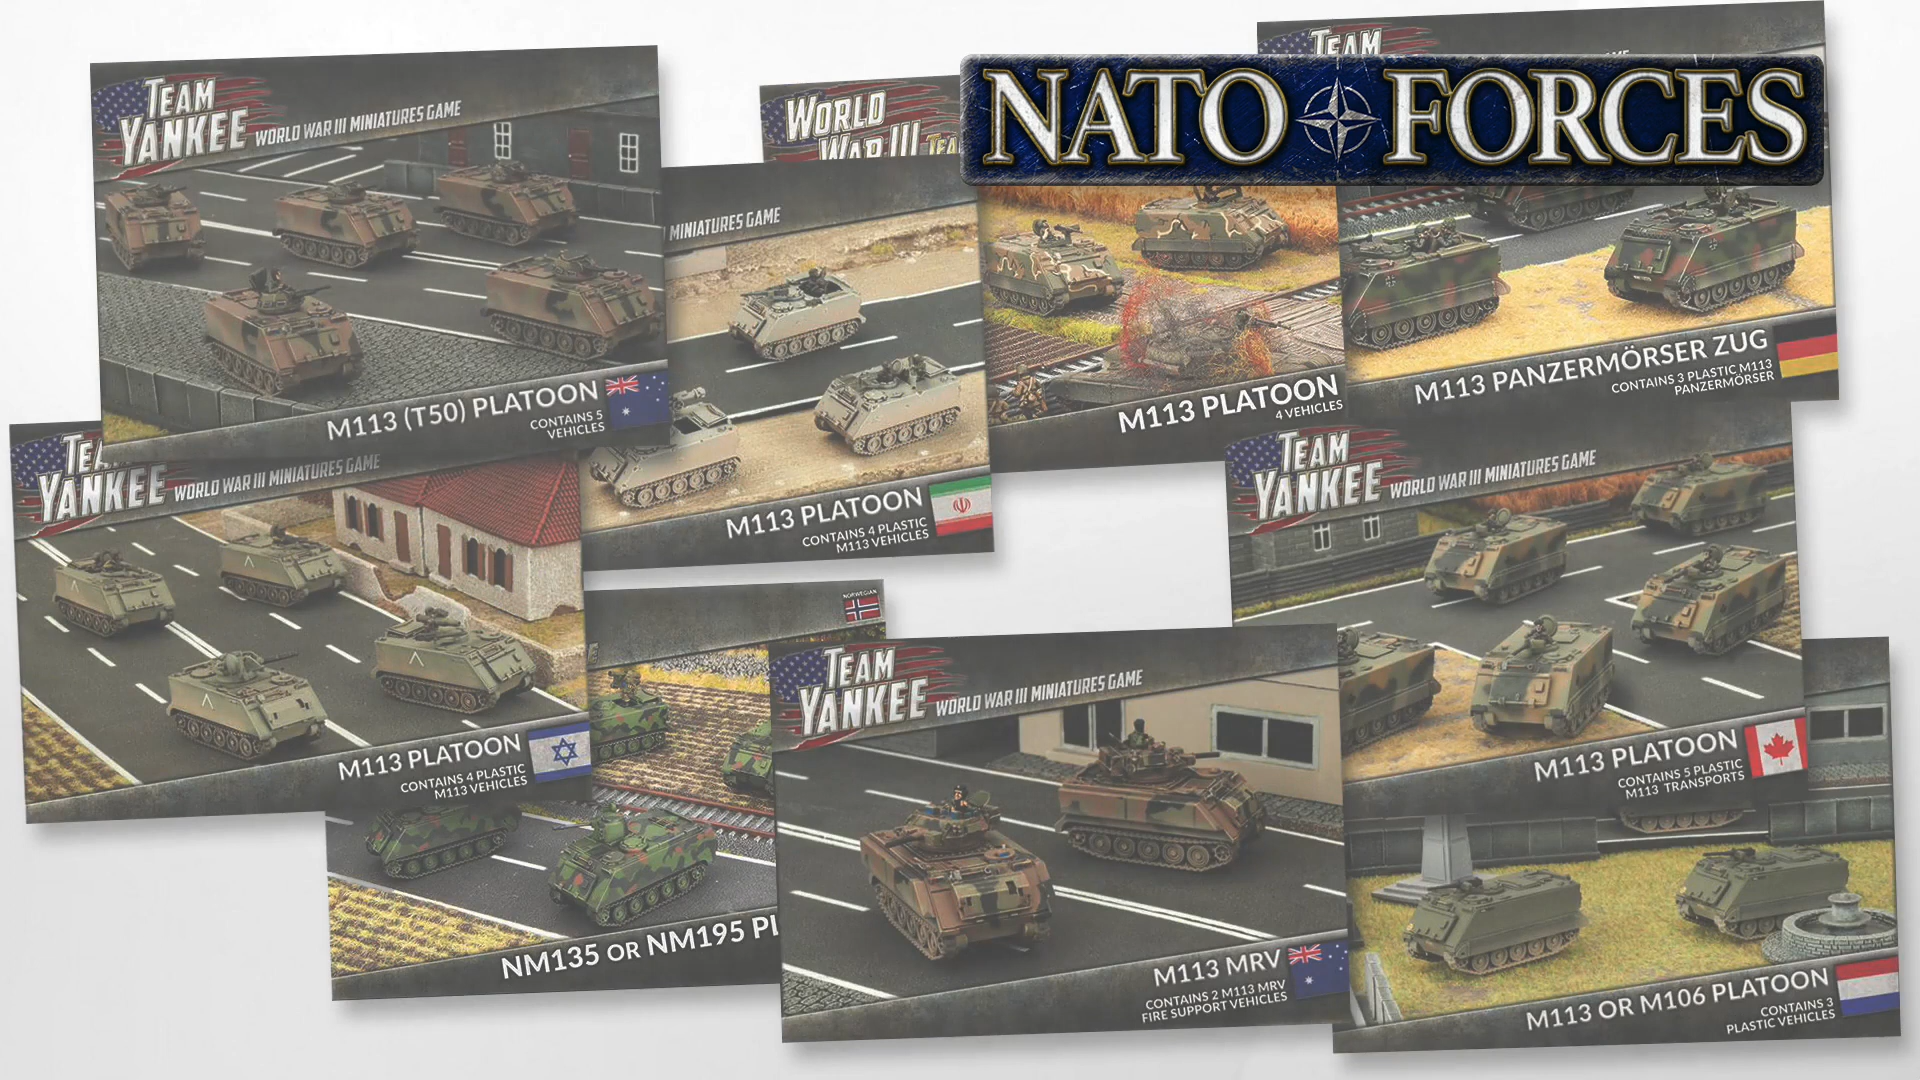 NATO FORCES
TEAM
YANKEE
WORLD WAR III MINIATURES GAME
M113 (T50) PLATOON
CONTAINS 5
VEHICLES
WORLD
WAR III
MINIATURES GAME
M113 PLATOON
CONTAINS 4 PLASTIC
M113 VEHICLES
M113 PLATOON
4 VEHICLES
TEAM
M113 PANZERMÖRSER ZUG
CONTAINS 3 PLASTIC M113
PANZERMÖRSER
YANKEE
WORLD WAR III MINIATURES GAME
M113 PLATOON
CONTAINS 4 PLASTIC
M113 VEHICLES
TEAM
YANKEE
WORLD WAR III MINIATURES GAME
M113 PLATOON
CONTAINS 5 PLASTIC
M113 TRANSPORTS
NORWEGIAN
NM135 OR NM195
TEAM
YANKEE
WORLD WAR III MINIATURES GAME
M113 MRV
CONTAINS 2 M113 MRV
FIRE SUPPORT VEHICLES
M113 OR M106 PLATOON
CONTAINS 3
PLASTIC VEHICLES